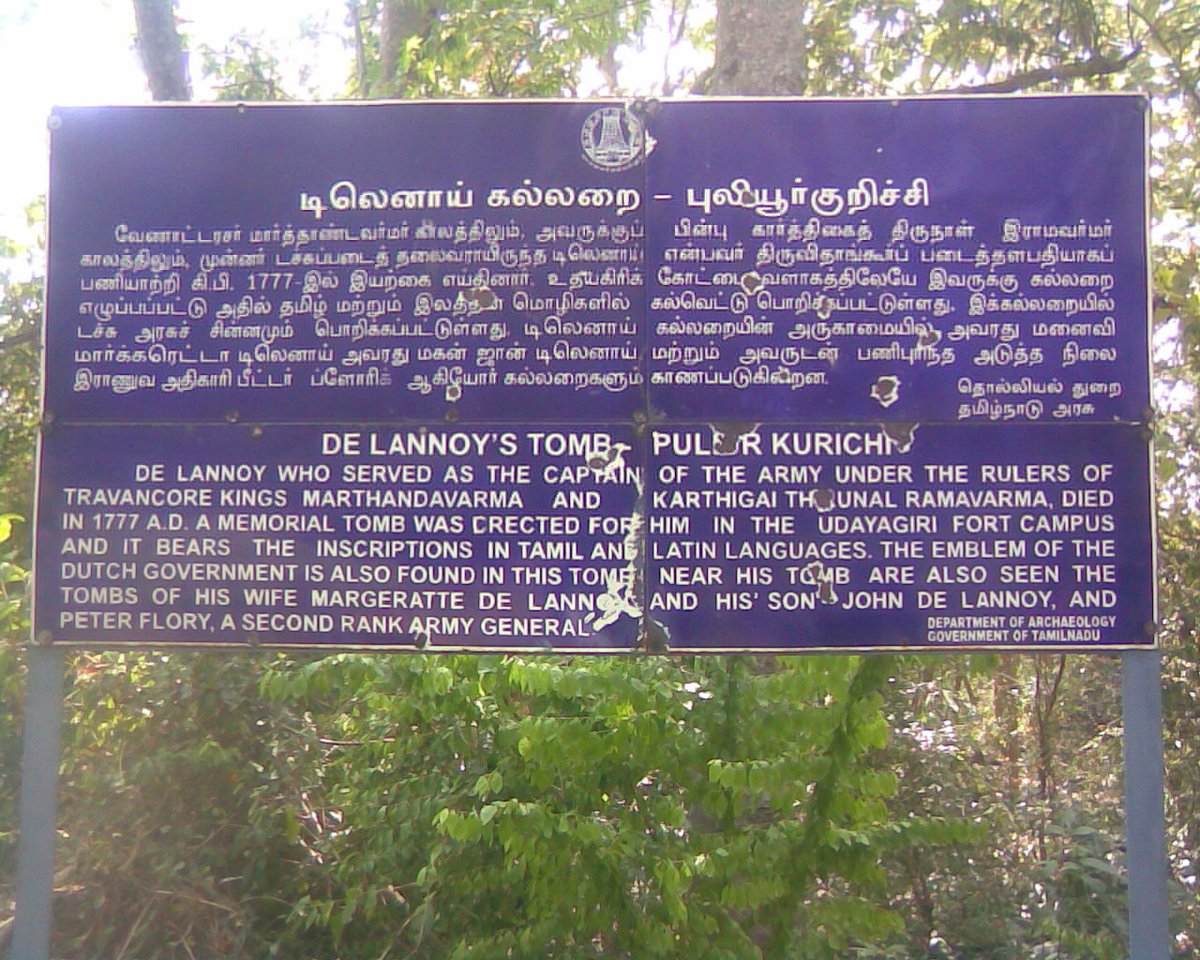 டிலெனாய் கல்லறை – புலியூர்குறிச்சி
வேணாட்டரசர் மார்த்தாண்டவர்மர் காலத்திலும், அவருக்குப் பின்பு கார்த்திகைத் திருநாள் இராமவர்மர்
காலத்திலும், முன்னர் டச்சுப்படைத் தலைவராயிருந்த டிலெனாய் என்பவர் திருவிதாங்கூர்ப் படைத்தளபதியாகப்
பணியாற்றி கி.பி. 1777-இல் இயற்கை எய்தினார். உதயகிரிக் கோட்டை வளாகத்திலேயே இவருக்கு கல்லறை
எழுப்பப்பட்டு அதில் தமிழ் மற்றும் இலத்தீன் மொழிகளில் கல்வெட்டு பொறிக்கப்பட்டுள்ளது. இக்கல்லறையில்
டச்சு அரசுச் சின்னமும் பொறிக்கப்பட்டுள்ளது. டிலெனாய் கல்லறையின் அருகாமையில் அவரது மனைவி
மார்க்கரெட்டா டிலெனாய் அவரது மகன் ஜான் டிலெனாய் மற்றும் அவருடன் பணிபுரிந்த அடுத்த நிலை
இராணுவ அதிகாரி பீட்டர் ப்ளோரிக் ஆகியோர் கல்லறைகளும் காணப்படுகின்றன.
தொல்லியல் துறை
தமிழ்நாடு அரசு
DE LANNOY'S TOMB - KURICHI
DE LANNOY WHO SERVED AS THE CAPTAIN OF THE ARMY UNDER THE RULERS OF
TRAVANCORE KINGS MARTHANDAVARMA AND KARTHIGAI RAMAVARMA, DIED
IN 1777 A.D. A MEMORIAL TOMB WAS ERECTED FOR HIM IN THE UDAYAGIRI FORT CAMPUS
AND IT BEARS THE INSCRIPTIONS IN TAMIL AND LATIN LANGUAGES. THE EMBLEM OF THE
DUTCH GOVERNMENT IS ALSO FOUND IN THIS TOMB NEAR HIS TOMB ARE ALSO SEEN THE
TOMBS OF HIS WIFE MARGERATTE DE LANNOY AND HIS' SON JOHN DE LANNOY, AND
PETER FLORY, A SECOND RANK ARMY GENERAL.
DEPARTMENT OF ARCHAEOLOGY
GOVERNMENT OF TAMILNADU